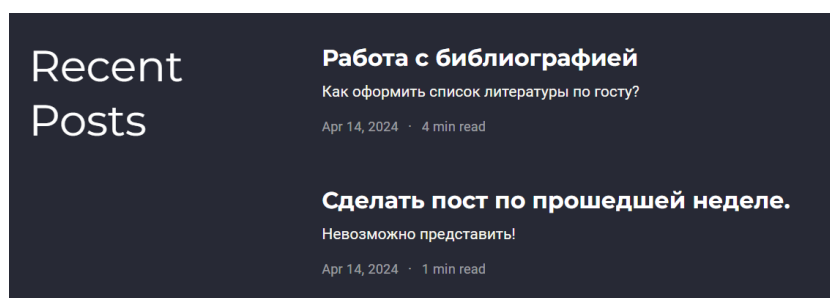 Recent
Posts
Работа с библиографией
Как оформить список литературы по госту?
Apr 14, 2024 · 4 min read
Сделать пост по прошедшей неделе.
Невозможно представить!
Apr 14, 2024 · 1 min read